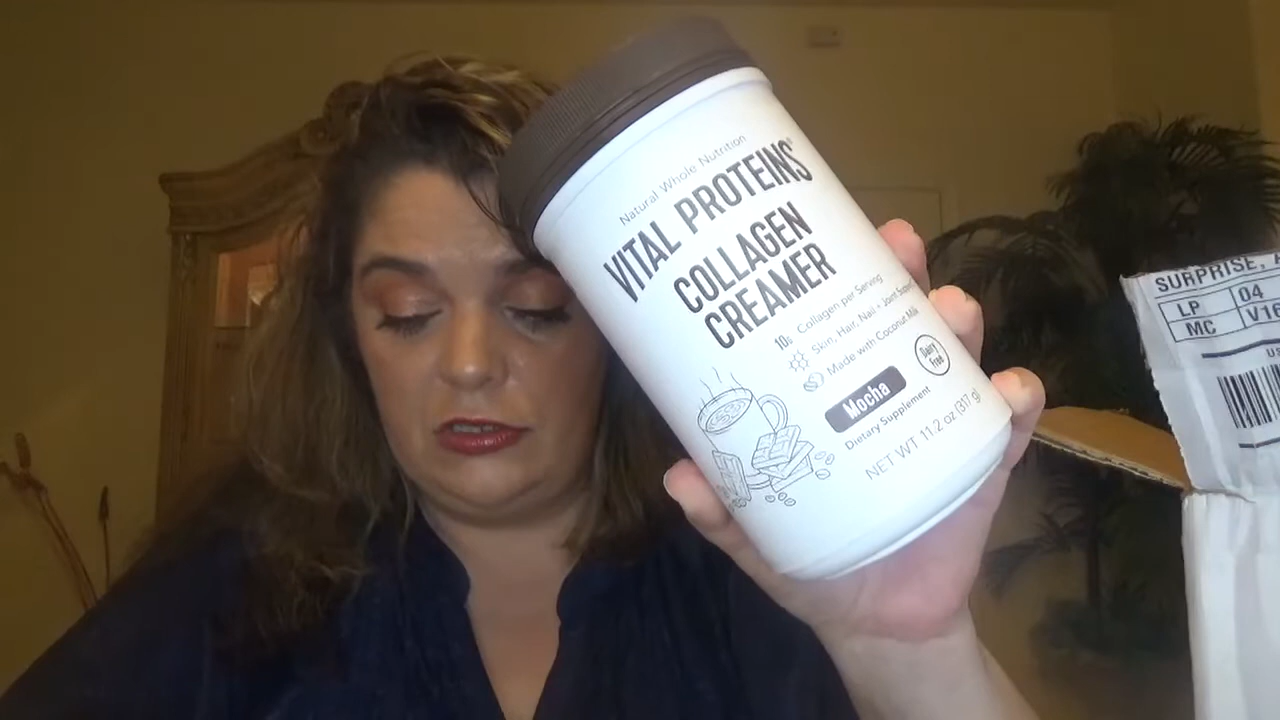 Natural Whole Nutrition
VITAL PROTEINS®
COLLAGEN
CREAMER
10g Collagen per Serving
Skin, Hair, Nail + Joint Support
Made with Coconut Milk
Dairy
Free
Mocha
Dietary Supplement
NET WT 11.2 oz (317 g)
SURPRISE, A
LP 04
MC V16